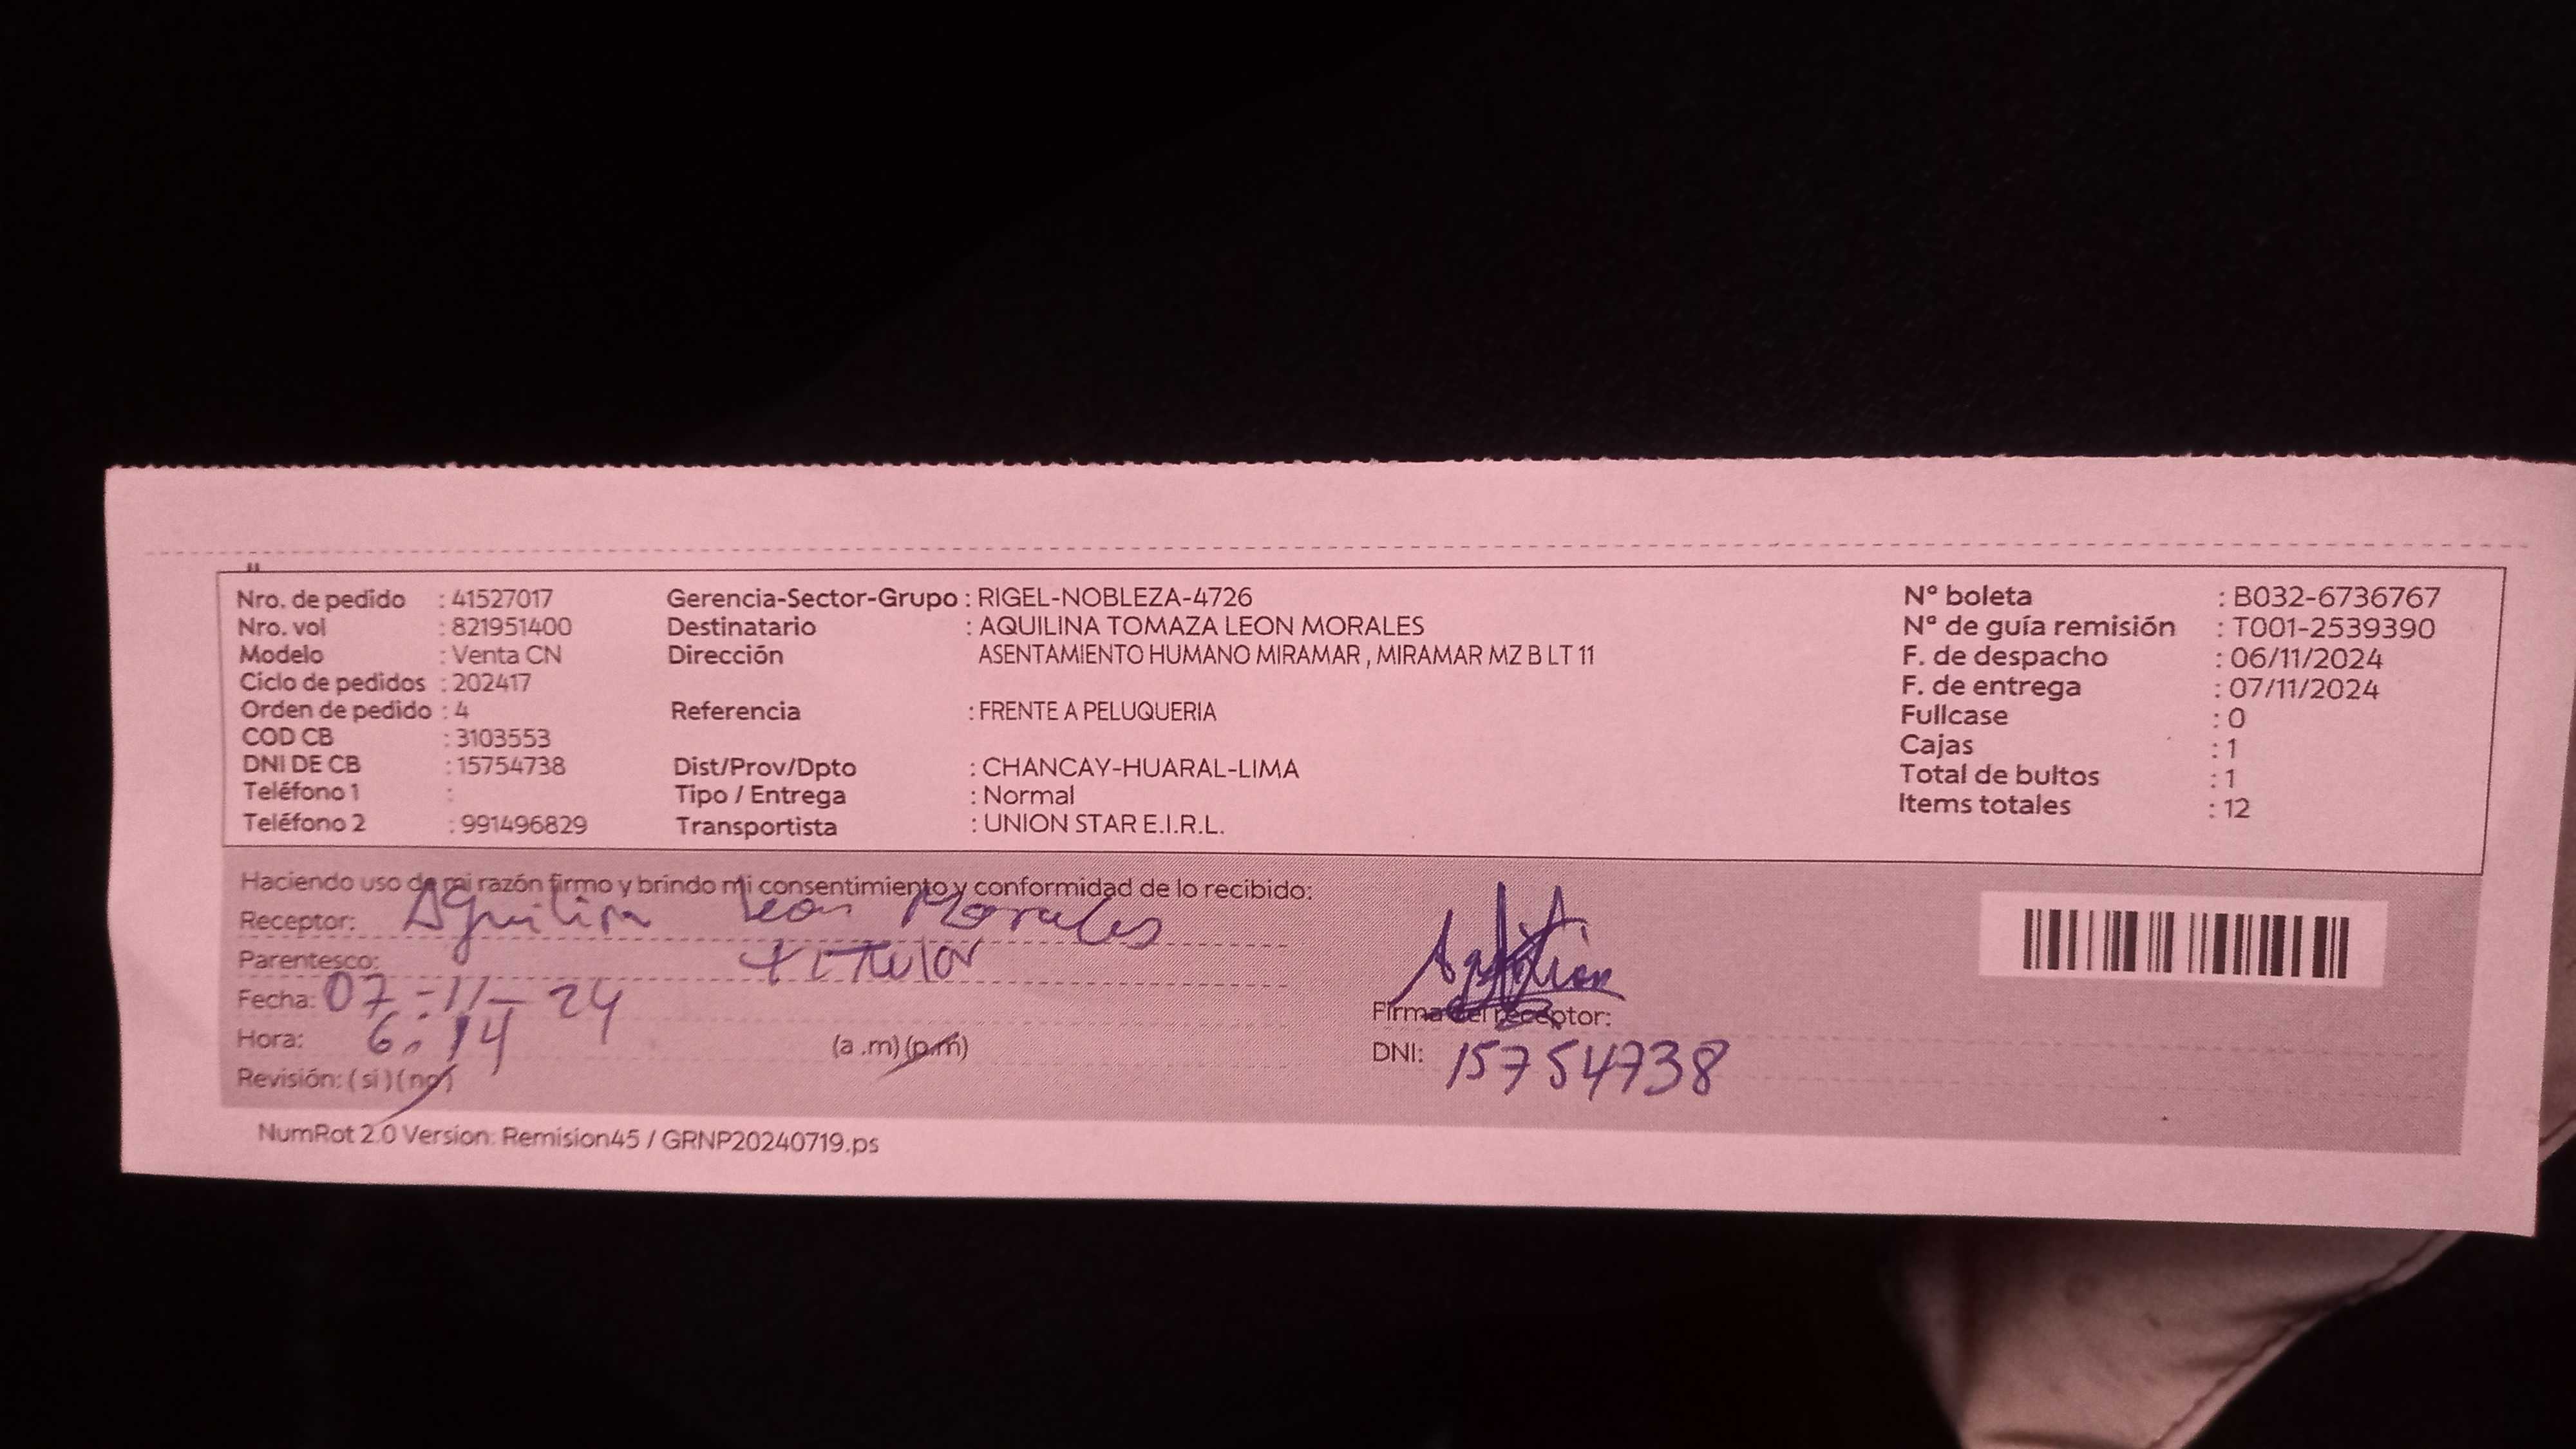 Nro. de pedido : 41527017
Nro. vol : 821951400
Modelo : Venta CN
Ciclo de pedidos : 202417
Orden de pedido : 4
COD CB : 3103553
DNI DE CB : 15754738
Teléfono 1 :
Teléfono 2 : 991496829
Gerencia-Sector-Grupo : RIGEL-NOBLEZA-4726
Destinatario : AQUILINA TOMAZA LEON MORALES
Dirección ASENTAMIENTO HUMANO MIRAMAR , MIRAMAR MZ B LT 11
Referencia : FRENTE A PELUQUERIA
Dist/Prov/Dpto : CHANCAY-HUARAL-LIMA
Tipo / Entrega : Normal
Transportista : UNION STAR E.I.R.L.
N° boleta : B032-6736767
N° de guía remisión : T001-2539390
F. de despacho : 06/11/2024
F. de entrega : 07/11/2024
Fullcase : 0
Cajas : 1
Total de bultos : 1
Items totales : 12
Haciendo uso de mi razón firmo y brindo mi consentimiento y conformidad de lo recibido:
Receptor: Aquilina Leon Morales
Parentesco: titular
Fecha: 07-11-24
Hora: 6:14 (a .m) (p.m)
Revisión: ( si ) ( no )
Firma del receptor:
DNI: 15754738
NumRot 2.0 Version: Remision45 / GRNP20240719.ps